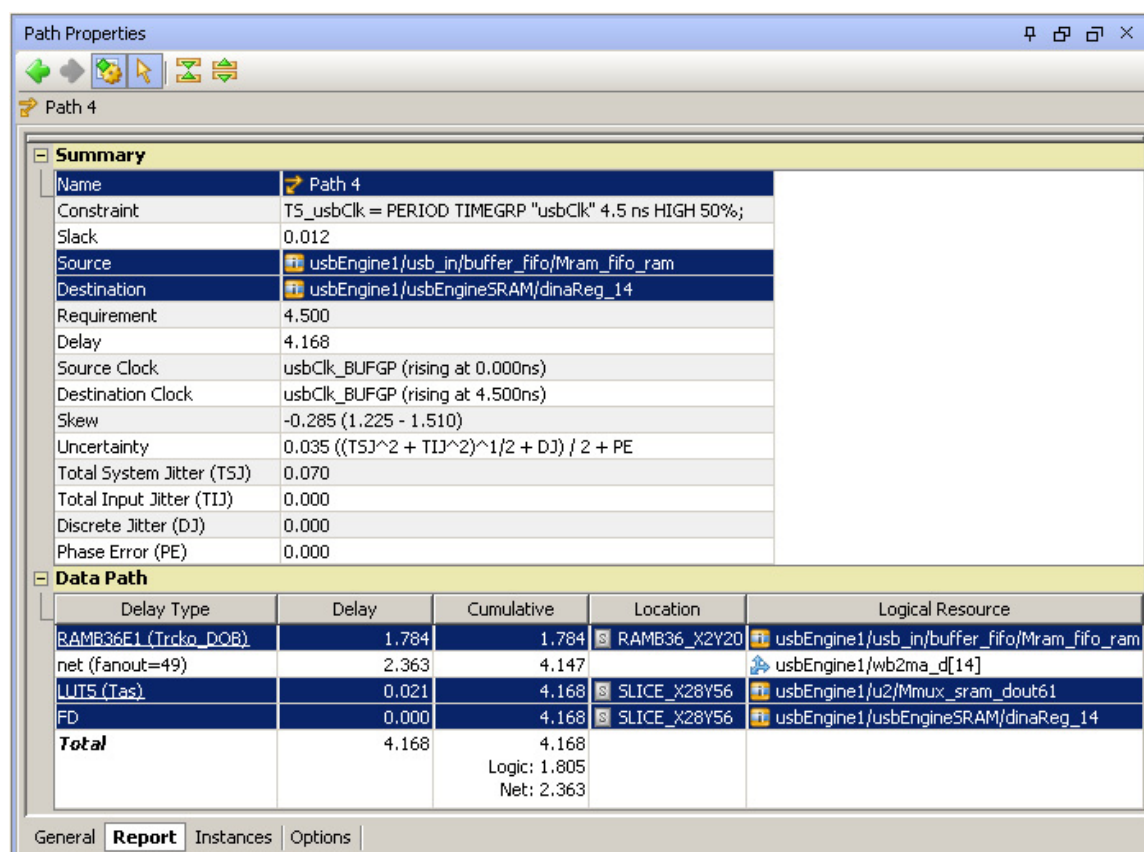 Path Properties
Path 4
Summary
Name Path 4
Constraint TS_usbClk = PERIOD TIMEGRP "usbClk" 4.5 ns HIGH 50%;
Slack 0.012
Source usbEngine1/usb_in/buffer_fifo/Mram_fifo_ram
Destination usbEngine1/usbEngineSRAM/dinaReg_14
Requirement 4.500
Delay 4.168
Source Clock usbClk_BUFGP (rising at 0.000ns)
Destination Clock usbClk_BUFGP (rising at 4.500ns)
Skew -0.285 (1.225 - 1.510)
Uncertainty 0.035 ((TSJ^2 + TIJ^2)^1/2 + DJ) / 2 + PE
Total System Jitter (TSJ) 0.070
Total Input Jitter (TIJ) 0.000
Discrete Jitter (DJ) 0.000
Phase Error (PE) 0.000
Data Path
Delay Type Delay Cumulative Location Logical Resource
RAMB36E1 (Trcko_DOB) 1.784 1.784 S RAMB36_X2Y20 usbEngine1/usb_in/buffer_fifo/Mram_fifo_ram
net (fanout=49) 2.363 4.147 usbEngine1/wb2ma_d[14]
LUT5 (Tas) 0.021 4.168 S SLICE_X28Y56 usbEngine1/u2/Mmux_sram_dout61
FD 0.000 4.168 S SLICE_X28Y56 usbEngine1/usbEngineSRAM/dinaReg_14
Total 4.168 4.168
Logic: 1.805
Net: 2.363
General Report Instances Options